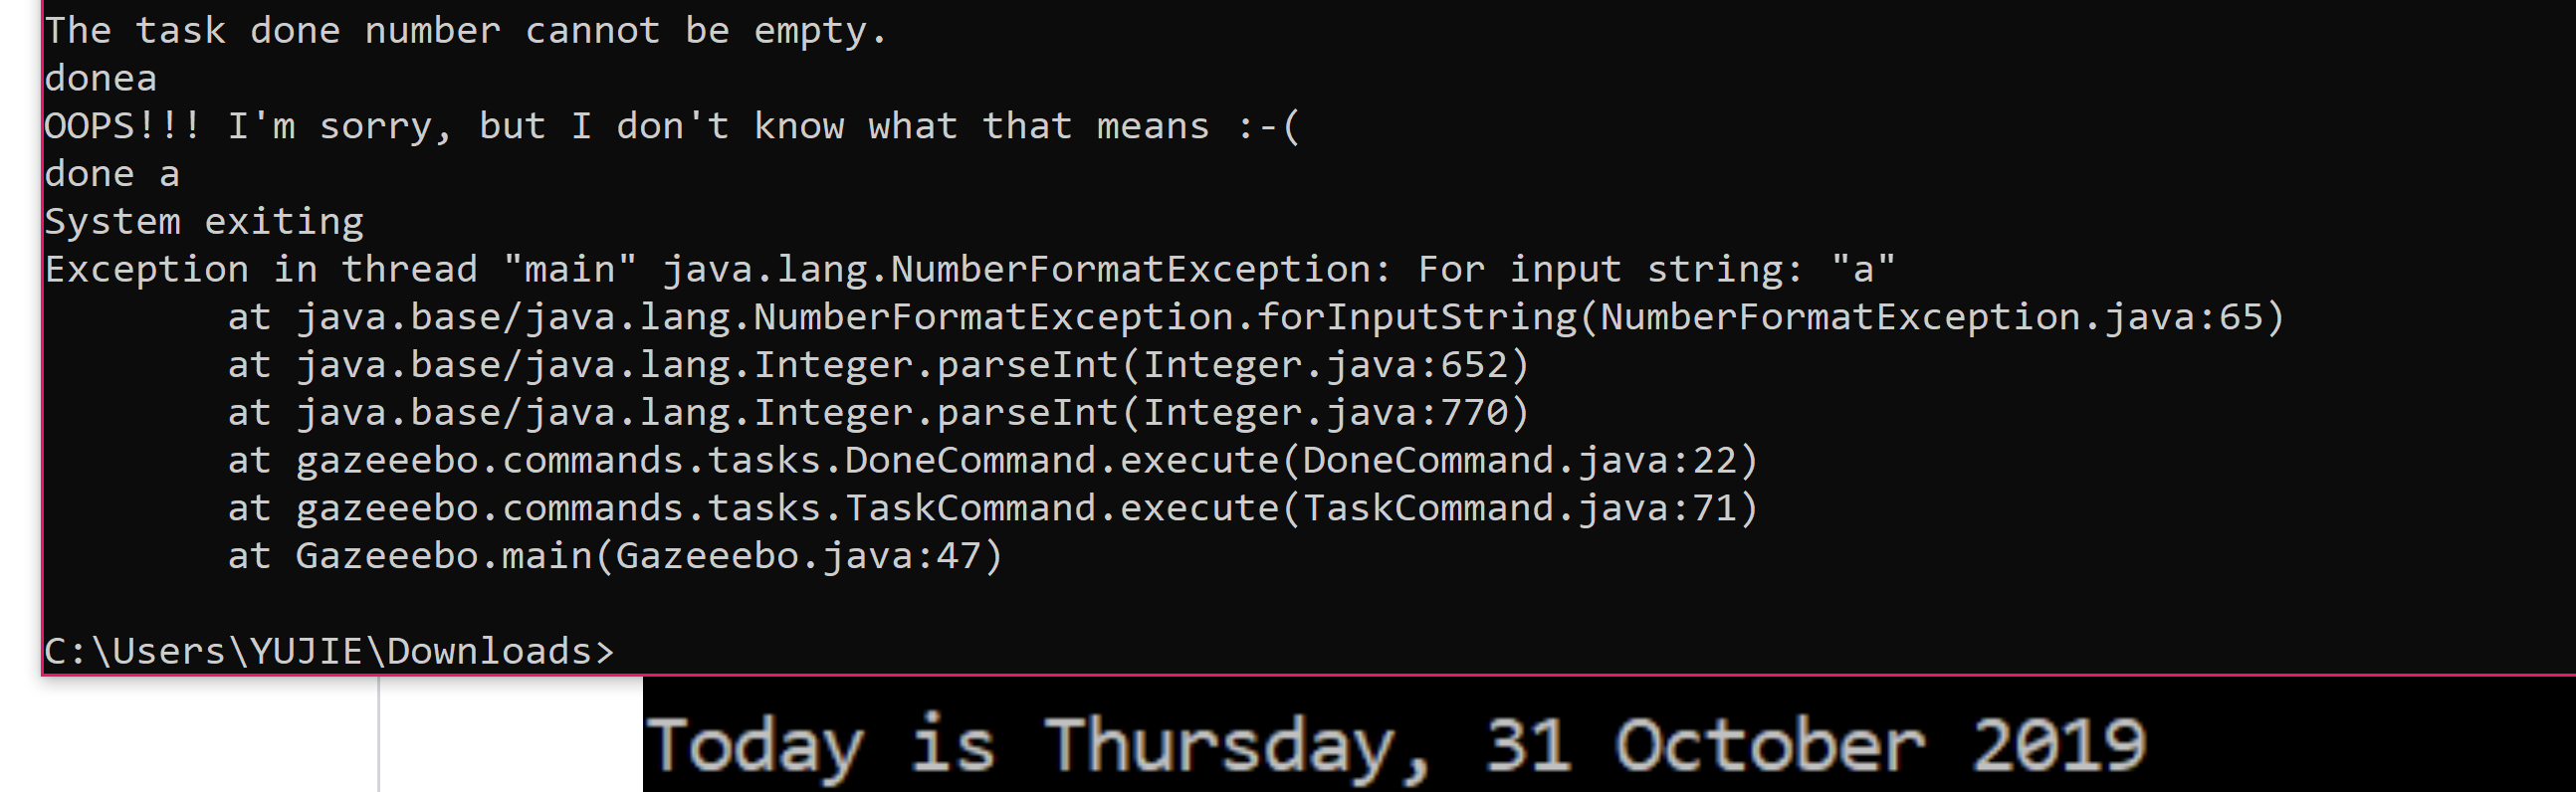 The task done number cannot be empty.
donea
OOPS!!! I'm sorry, but I don't know what that means :-(
done a
System exiting
Exception in thread "main" java.lang.NumberFormatException: For input string: "a"
        at java.base/java.lang.NumberFormatException.forInputString(NumberFormatException.java:65)
        at java.base/java.lang.Integer.parseInt(Integer.java:652)
        at java.base/java.lang.Integer.parseInt(Integer.java:770)
        at gazeeebo.commands.tasks.DoneCommand.execute(DoneCommand.java:22)
        at gazeeebo.commands.tasks.TaskCommand.execute(TaskCommand.java:71)
        at Gazeeebo.main(Gazeeebo.java:47)
C:\Users\YUJIE\Downloads>
Today is Thursday, 31 October 2019